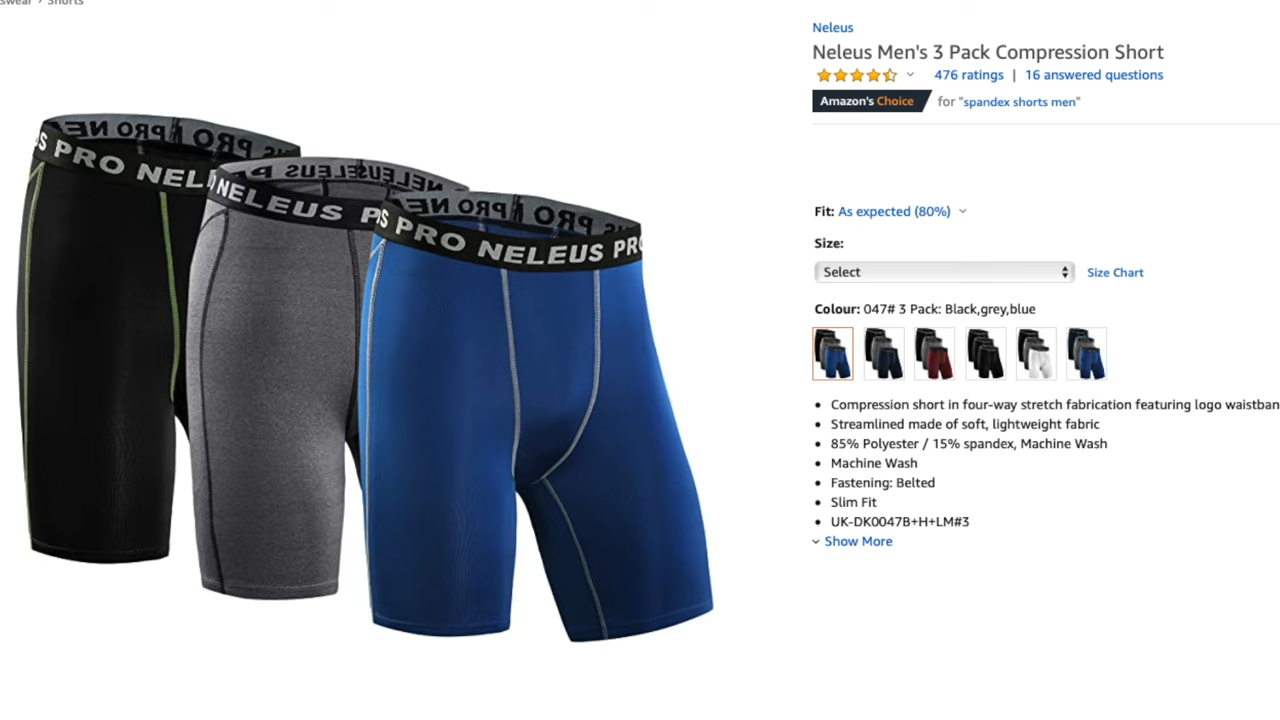 Shorts
Neleus
Neleus Men's 3 Pack Compression Short
476 ratings | 16 answered questions
Amazon's Choice for "spandex shorts men"
Fit: As expected (80%)
Size:
Select Size Chart
Colour: 047# 3 Pack: Black,grey,blue
• Compression short in four-way stretch fabrication featuring logo waistban
• Streamlined made of soft, lightweight fabric
• 85% Polyester / 15% spandex, Machine Wash
• Machine Wash
• Fastening: Belted
• Slim Fit
• UK-DK0047B+H+LM#3
Show More
S PRO NEL
NELEUS P
S PRO NELEUS PRO